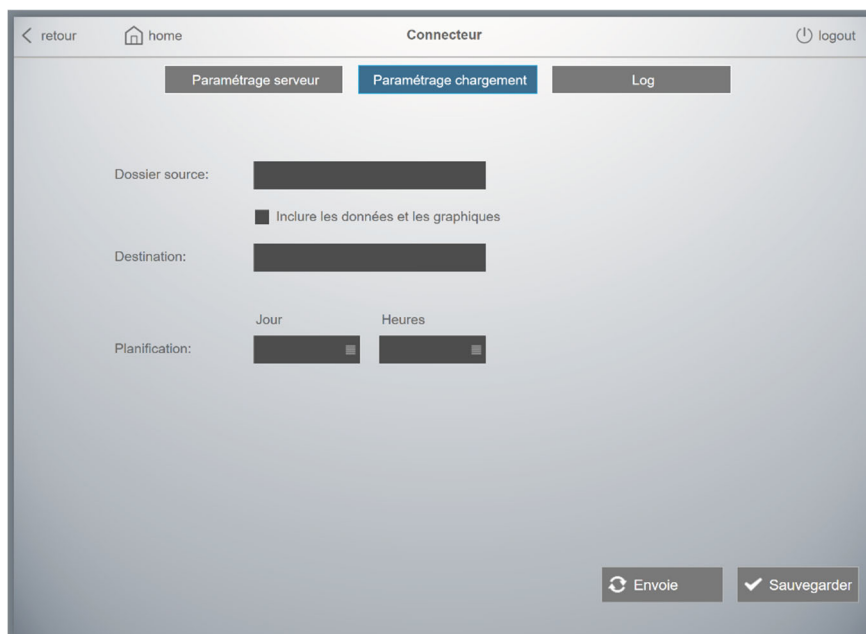 retour home Connecteur logout
Paramétrage serveur Paramétrage chargement Log
Dossier source:
Inclure les données et les graphiques
Destination:
Jour Heures
Planification:
Envoie Sauvegarder